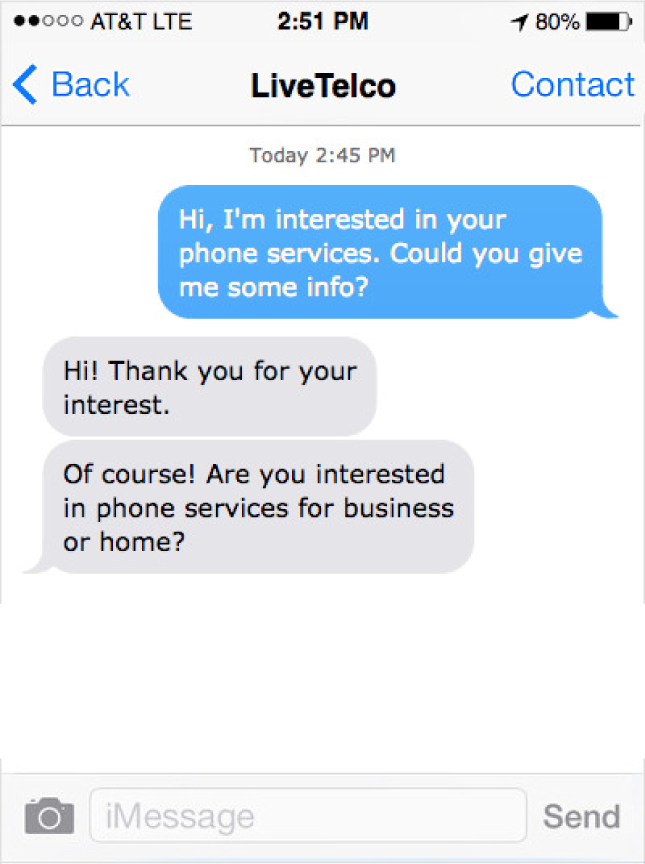 AT&T LTE 2:51 PM 80%
Back LiveTelco Contact
Today 2:45 PM
Hi, I'm interested in your
phone services. Could you give
me some info?
Hi! Thank you for your
interest.
Of course! Are you interested
in phone services for business
or home?
iMessage Send